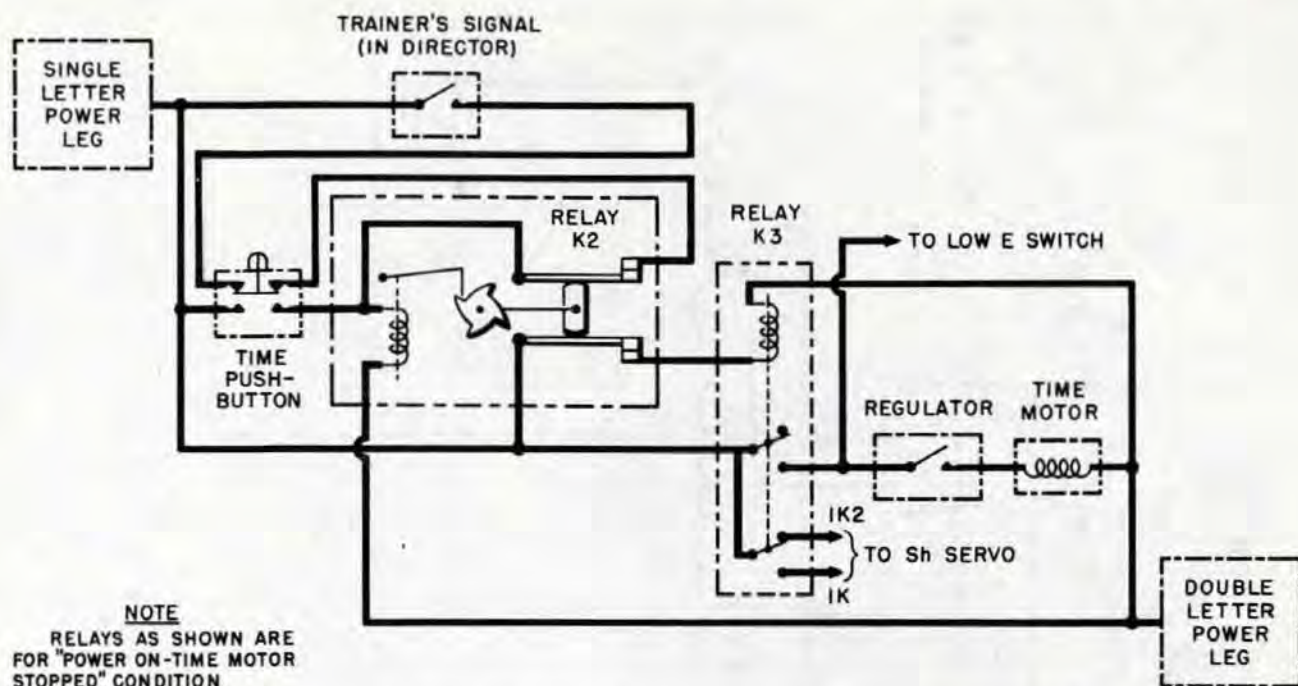 TRAINER'S SIGNAL
(IN DIRECTOR)
SINGLE
LETTER
POWER
LEG
RELAY
K2
RELAY
K3
TO LOW E SWITCH
TIME
PUSH-
BUTTON
REGULATOR
TIME
MOTOR
1K2
TO Sh SERVO
1K
DOUBLE
LETTER
POWER
LEG
NOTE
RELAYS AS SHOWN ARE
FOR "POWER ON-TIME MOTOR
STOPPED" CONDITION